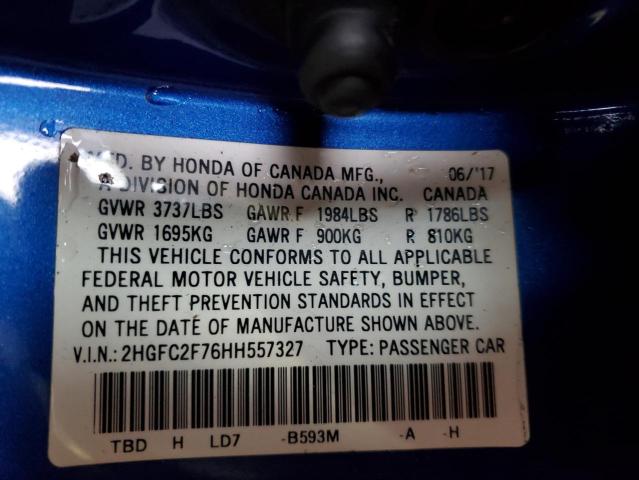 MFD. BY HONDA OF CANADA MFG., 06/'17
A DIVISION OF HONDA CANADA INC. CANADA
GVWR 3737LBS GAWR F 1984LBS R 1786LBS
GVWR 1695KG GAWR F 900KG R 810KG
THIS VEHICLE CONFORMS TO ALL APPLICABLE
FEDERAL MOTOR VEHICLE SAFETY, BUMPER,
AND THEFT PREVENTION STANDARDS IN EFFECT
ON THE DATE OF MANUFACTURE SHOWN ABOVE.
V.I.N.: 2HGFC2F76HH557327 TYPE: PASSENGER CAR
TBD H LD7 -B593M -A -H